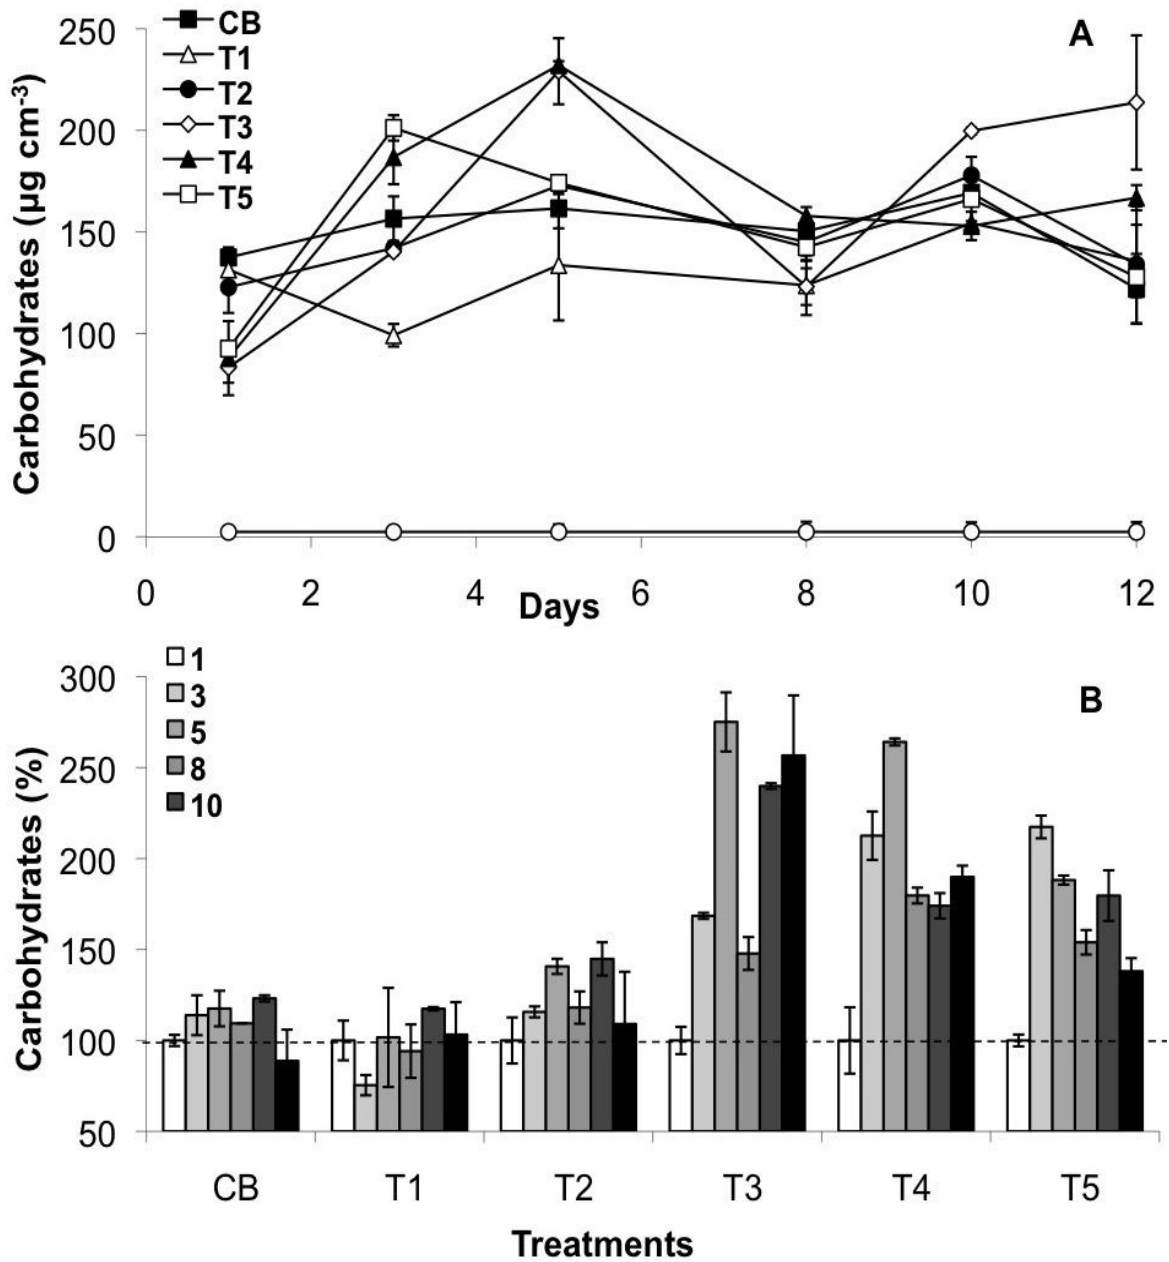 A
CB
T1
T2
T3
T4
T5
Carbohydrates (µg cm-3)
250
200
150
100
50
0
0 2 4 6 8 10 12
Days
B
1
3
5
8
10
Carbohydrates (%)
300
250
200
150
100
50
CB T1 T2 T3 T4 T5
Treatments